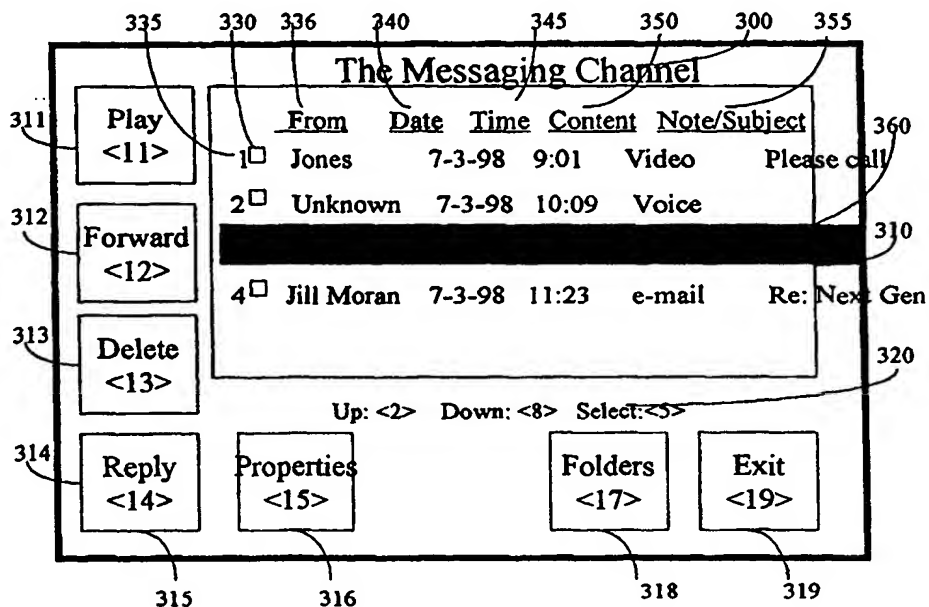 335 330 336 340 345 350 300 355
The Messaging Channel
311 Play <11>
From Date Time Content Note/Subject
360
1 Jones 7-3-98 9:01 Video Please call
2 Unknown 7-3-98 10:09 Voice
312 Forward <12>
310
4 Jill Moran 7-3-98 11:23 e-mail Re: Next Gen
313 Delete <13>
320
Up: <2> Down: <8> Select:<5>
314 Reply <14>
Properties <15>
Folders <17>
Exit <19>
315 316 318 319